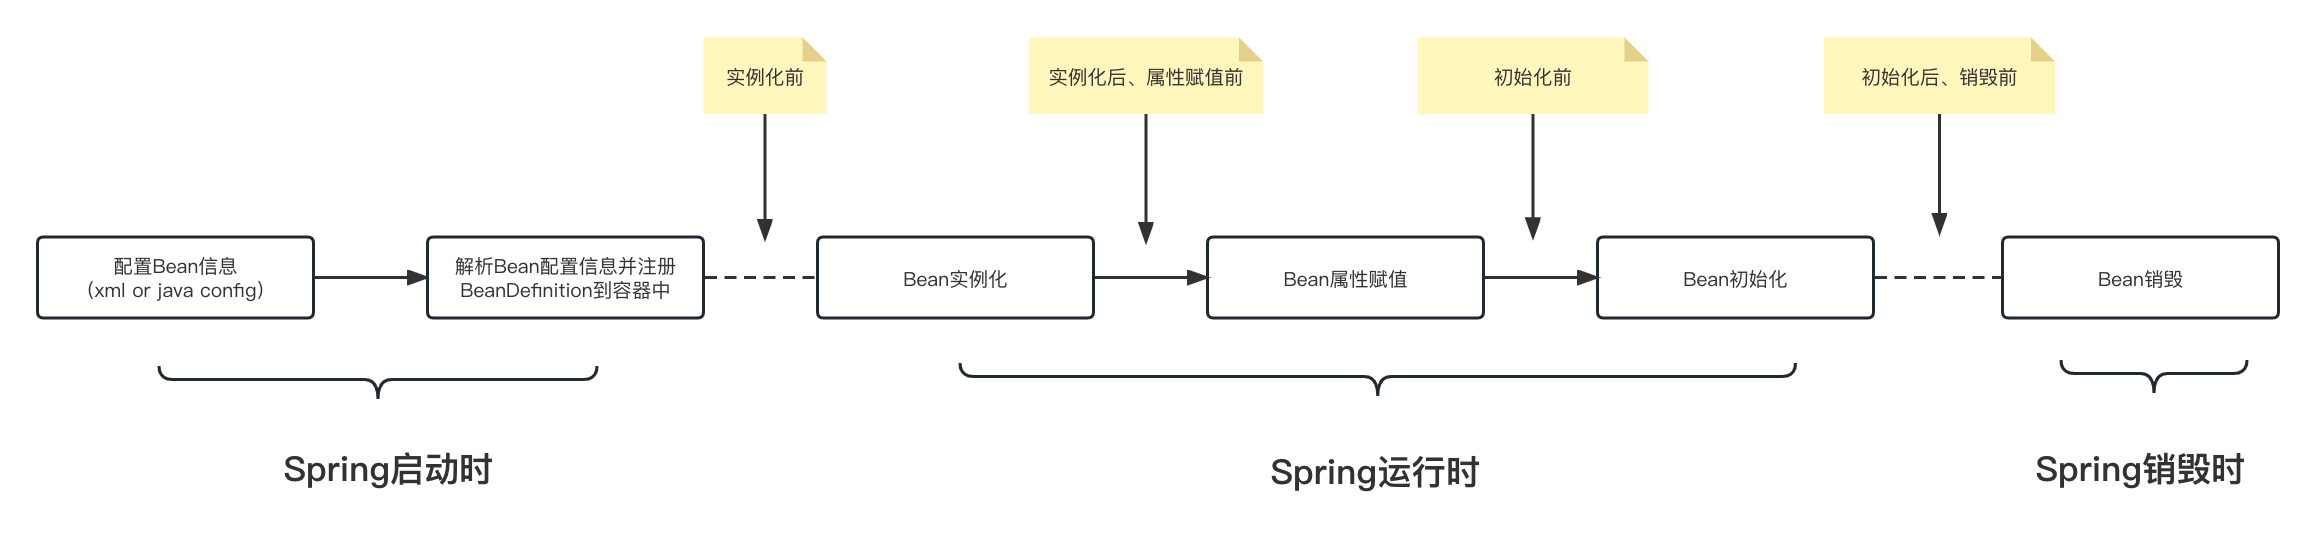 实例化前
实例化后、属性赋值前
初始化前
初始化后、销毁前
配置Bean信息
（xml or java config）
解析Bean配置信息并注册
BeanDefinition到容器中
Bean实例化
Bean属性赋值
Bean初始化
Bean销毁
Spring启动时
Spring运行时
Spring销毁时